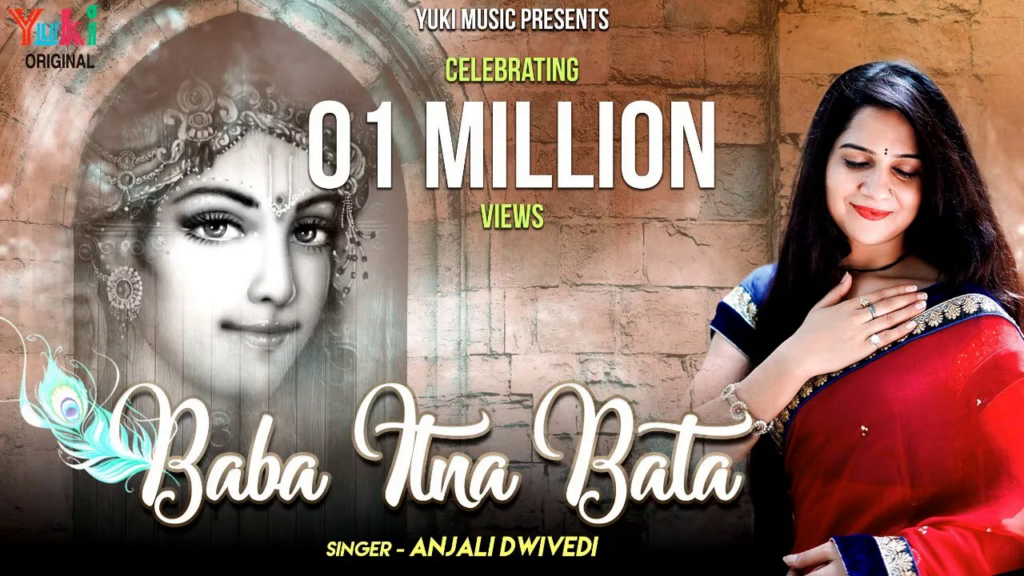 Yuki
ORIGINAL
YUKI MUSIC PRESENTS
CELEBRATING
01 MILLION
VIEWS
Baba Itna Bata
SINGER - ANJALI DWIVEDI